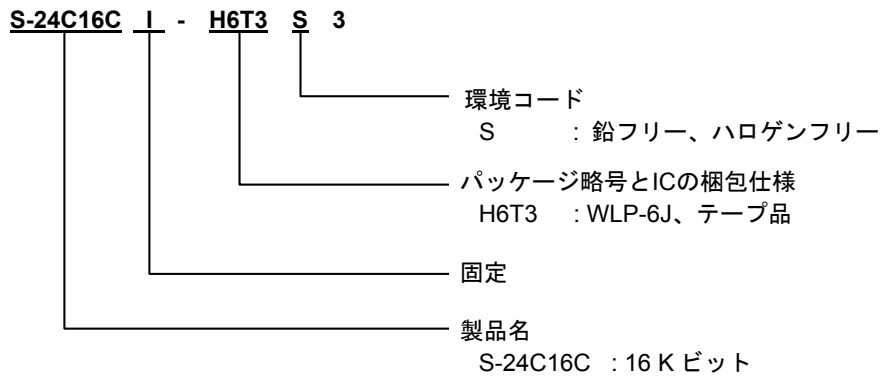 S-24C16C I - H6T3 S 3
環境コード
S : 鉛フリー、ハロゲンフリー
パッケージ略号とICの梱包仕様
H6T3 : WLP-6J、テープ品
固定
製品名
S-24C16C : 16 K ビット